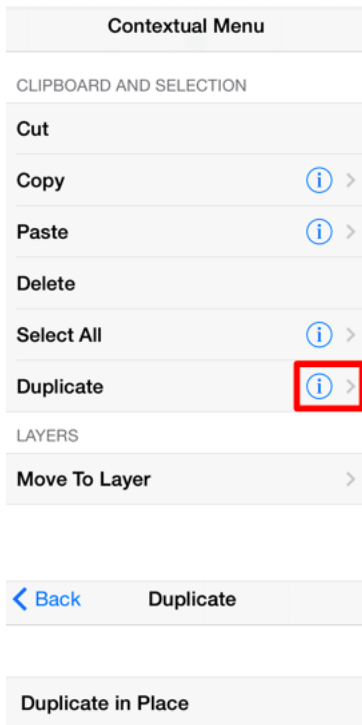 Contextual Menu
CLIPBOARD AND SELECTION
Cut
Copy
Paste
Delete
Select All
Duplicate
LAYERS
Move To Layer
Back Duplicate
Duplicate in Place